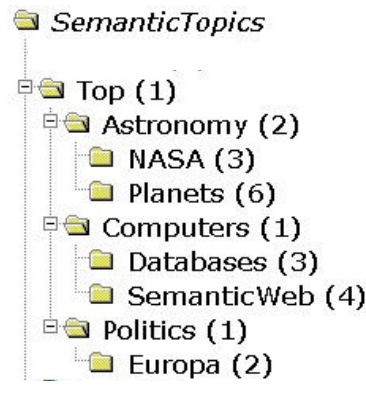 SemanticTopics
Top (1)
Astronomy (2)
NASA (3)
Planets (6)
Computers (1)
Databases (3)
SemanticWeb (4)
Politics (1)
Europa (2)